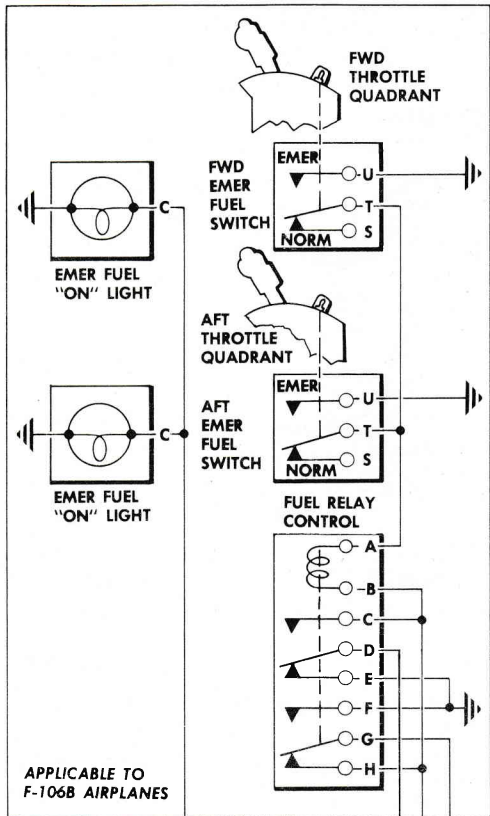 FWD
THROTTLE
QUADRANT
FWD
EMER
FUEL
SWITCH
EMER
U
T
S
NORM
C
EMER FUEL
"ON" LIGHT
AFT
THROTTLE
QUADRANT
AFT
EMER
FUEL
SWITCH
EMER
U
T
S
NORM
C
EMER FUEL
"ON" LIGHT
FUEL RELAY
CONTROL
A
B
C
D
E
F
G
H
APPLICABLE TO
F-106B AIRPLANES